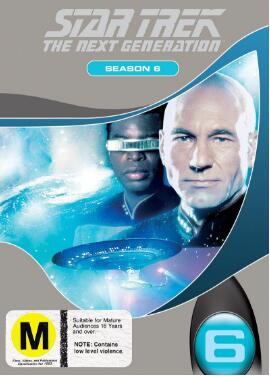 STAR TREK
THE NEXT GENERATION
SEASON 6
M
Suitable for Mature
Audiences 16 Years
and over.
NOTE: Contains
low level violence.
6